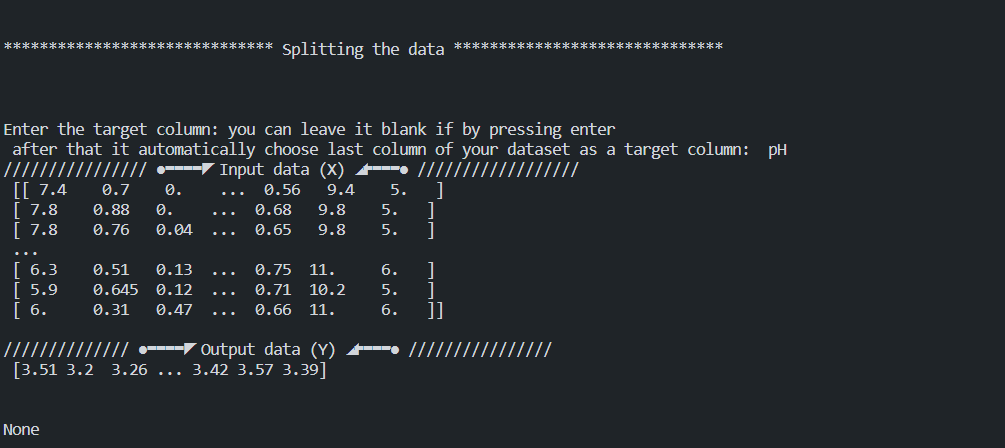 ****************************** Splitting the data ******************************
Enter the target column: you can leave it blank if by pressing enter
 after that it automatically choose last column of your dataset as a target column:  pH
//////////////// ●━━━━◤ Input data (X) ◢━━━━● //////////////////
 [[ 7.4    0.7    0.    ...  0.56   9.4    5.   ]
 [ 7.8    0.88   0.    ...  0.68   9.8    5.   ]
 [ 7.8    0.76   0.04  ...  0.65   9.8    5.   ]
 ...
 [ 6.3    0.51   0.13  ...  0.75  11.     6.   ]
 [ 5.9    0.645  0.12  ...  0.71  10.2    5.   ]
 [ 6.     0.31   0.47  ...  0.66  11.     6.   ]]
////////////// ●━━━━◤ Output data (Y) ◢━━━━● ////////////////
 [3.51 3.2  3.26 ... 3.42 3.57 3.39]
None